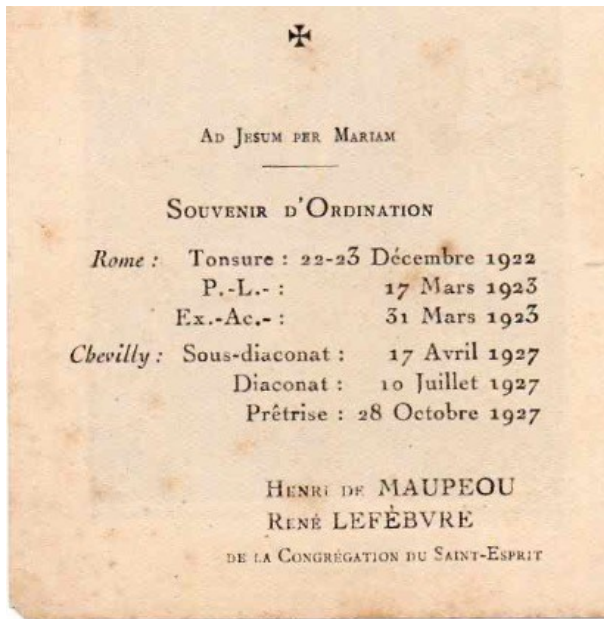 ✠
Ad Jesum per Mariam
Souvenir d'Ordination
Rome : Tonsure : 22-23 Décembre 1922
P.-L.- : 17 Mars 1923
Ex.-Ac.- : 31 Mars 1923
Chevilly : Sous-diaconat : 17 Avril 1927
Diaconat : 10 Juillet 1927
Prêtrise : 28 Octobre 1927
Henri de MAUPEOU
René LEFÈBVRE
de la Congrégation du Saint-Esprit